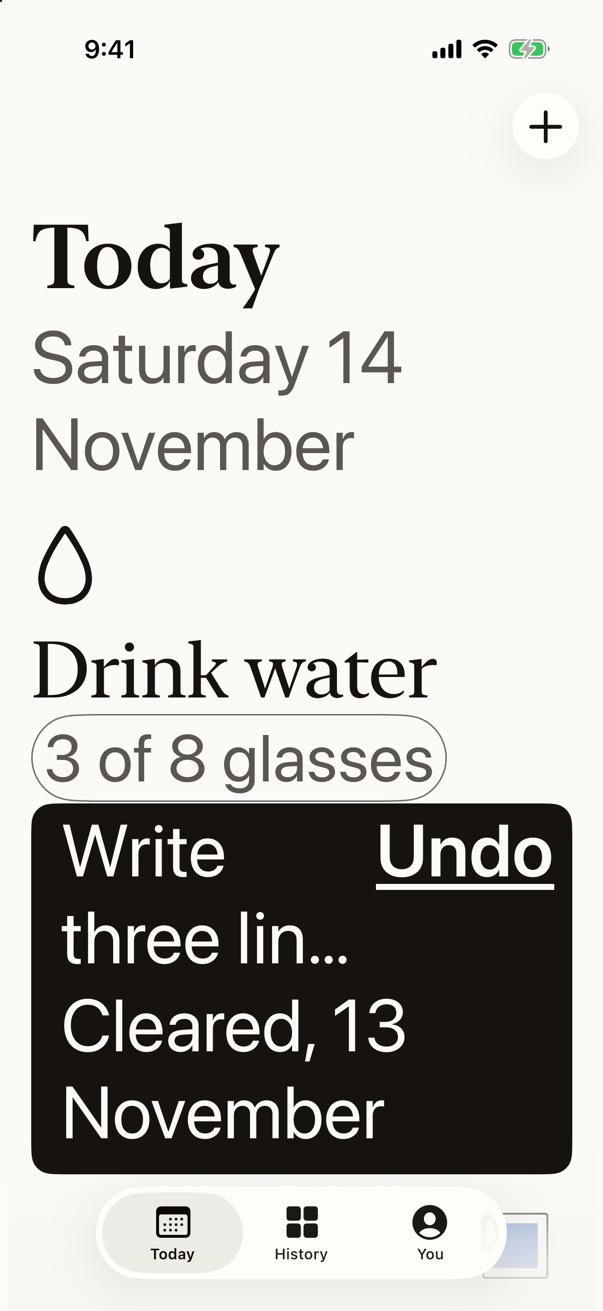 9:41
Today
Saturday 14
November
Drink water
3 of 8 glasses
Write
Undo
three lin...
Cleared, 13
November
Today
History
You